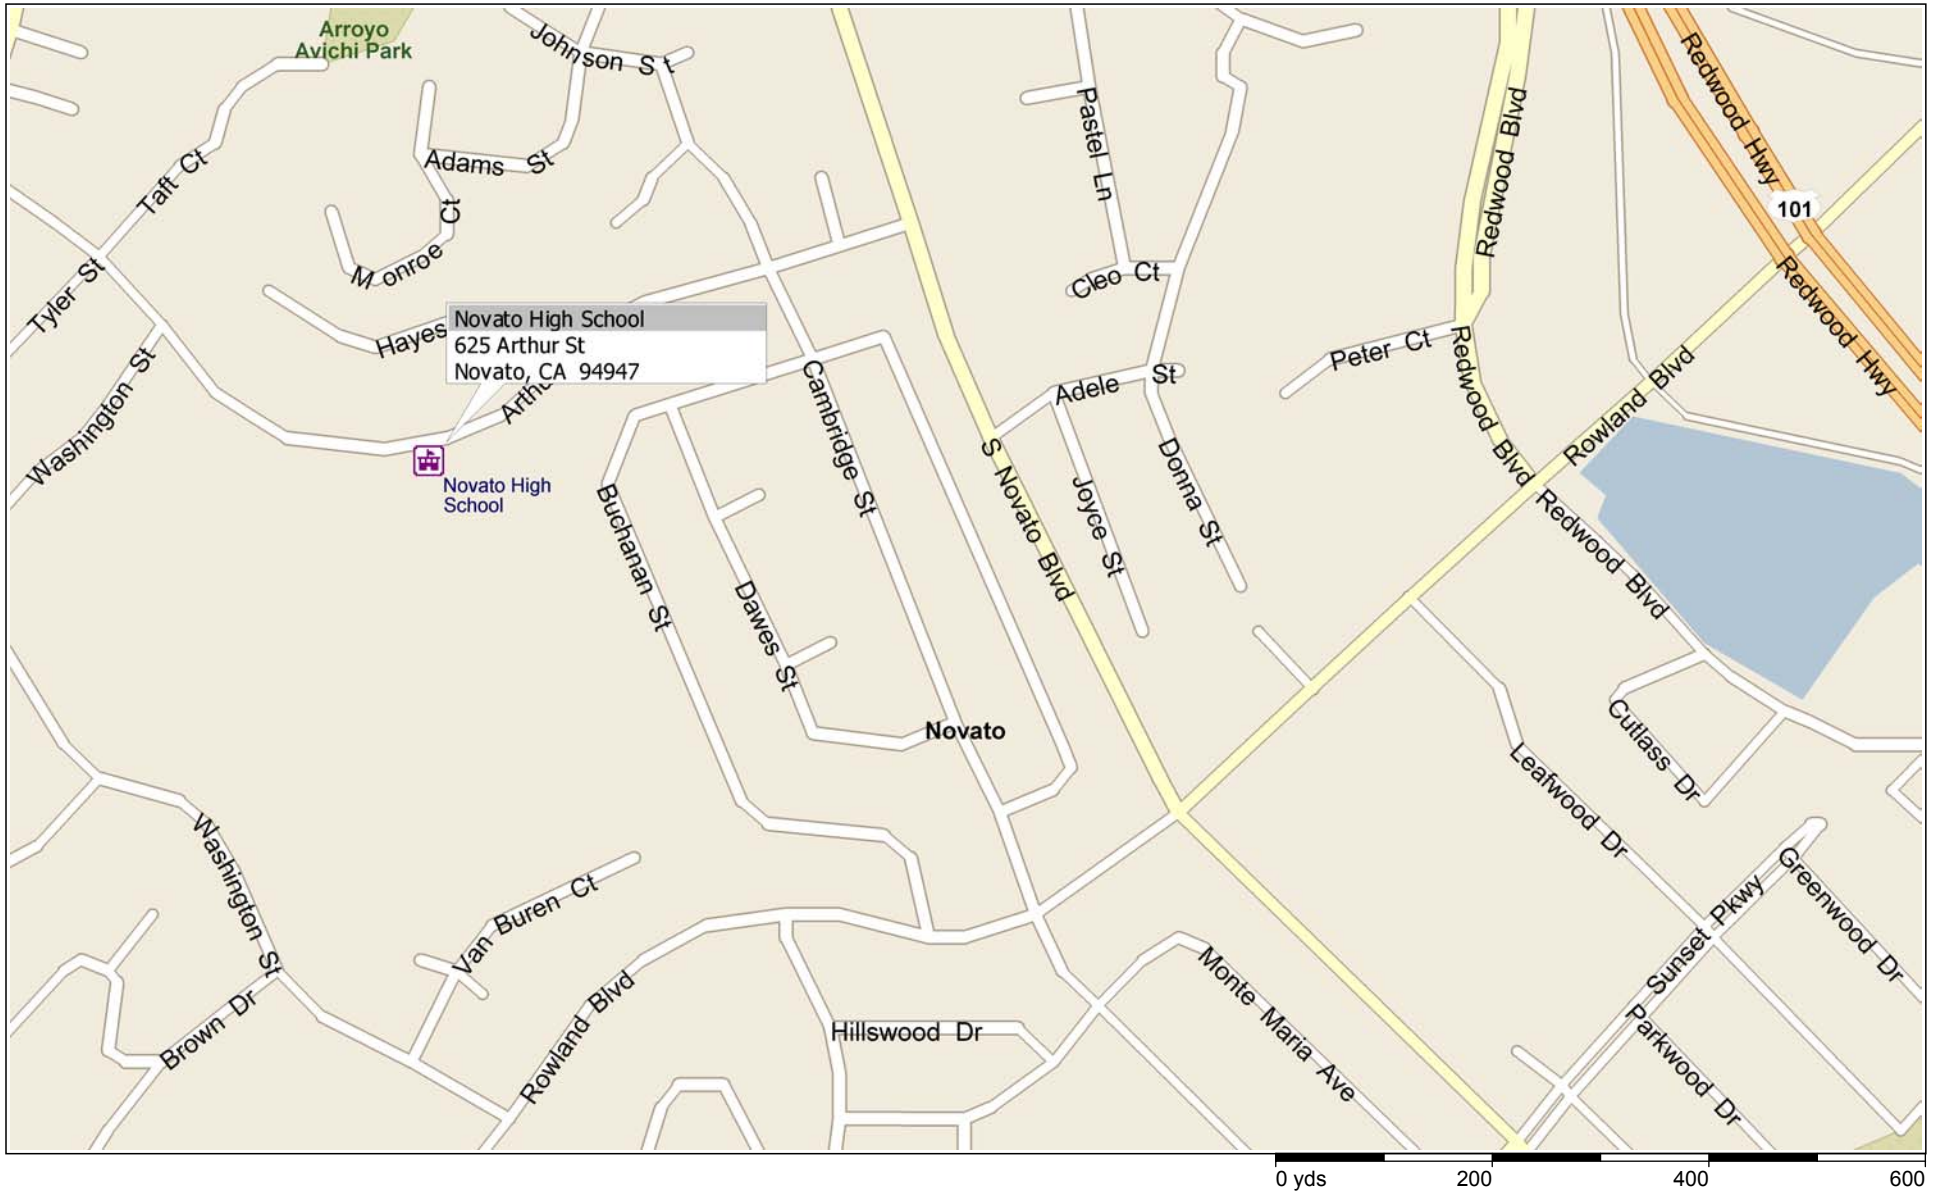 Arroyo
Avichi Park
Johnson St
Redwood Hwy
Pastel Ln
Redwood Blvd
Adams St
Taft Ct
101
Monroe Ct
Cleo Ct
Tyler St
Redwood Hwy
Hayes
Novato High School
625 Arthur St
Novato, CA 94947
Peter Ct
Redwood Blvd
Rowland Blvd
Washington St
Cambridge St
Adele St
S Novato Blvd
Joyce St
Donna St
Novato High
School
Buchanan St
Redwood Blvd
Dawes St
Novato
Cutlass Dr
Leafwood Dr
Washington St
Van Buren Ct
Greenwood Dr
Sunset Pkwy
Brown Dr
Rowland Blvd
Hillswood Dr
Monte Maria Ave
Parkwood Dr
0 yds 200 400 600